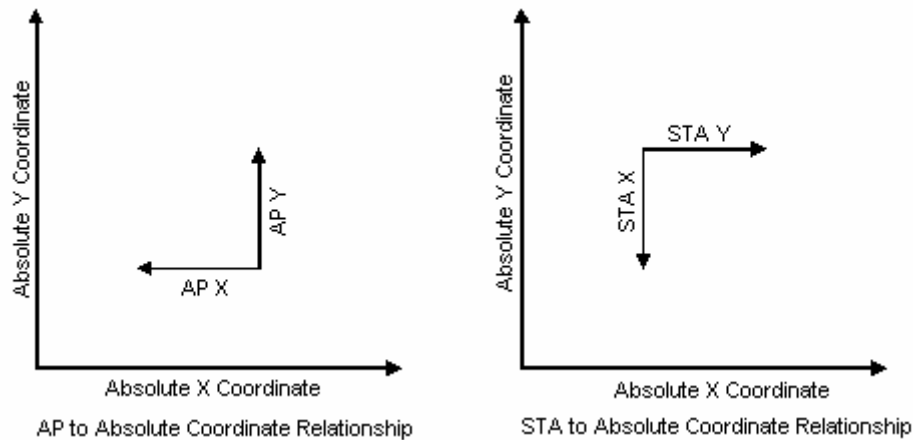 Absolute Y Coordinate
AP Y
AP X
Absolute X Coordinate
AP to Absolute Coordinate Relationship
Absolute Y Coordinate
STA Y
STA X
Absolute X Coordinate
STA to Absolute Coordinate Relationship